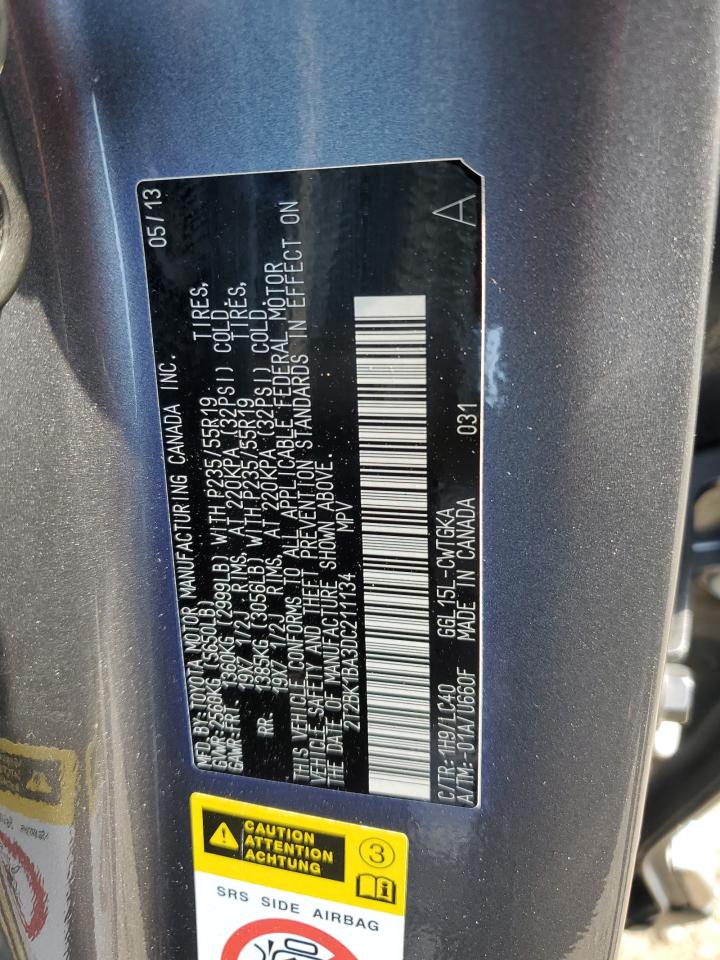 MFD BY:TOYOTA MOTOR MANUFACTURING CANADA INC. 05/13
GVWR:2560KG (5650LB)
GAWR:FR 1360KG (2999LB) WITH P235/55R19 TIRES,
19X7 1/2J RIMS, AT 220KPA (32PSI) COLD.
RR 1385KG (3056LB) WITH P235/55R19 TIRES,
19X7 1/2J RIMS, AT 220KPA (32PSI) COLD.
THIS VEHICLE CONFORMS TO ALL APPLICABLE FEDERAL MOTOR
VEHICLE SAFETY AND THEFT PREVENTION STANDARDS IN EFFECT ON
THE DATE OF MANUFACTURE SHOWN ABOVE.
2T2BK1BA3DC211134 MPV
A
031
C/TR:1H9/LC40 GGL15L-CWTGKA
A/TM:-01A/U660F MADE IN CANADA
CAUTION
ATTENTION
ACHTUNG
3
SRS SIDE AIRBAG